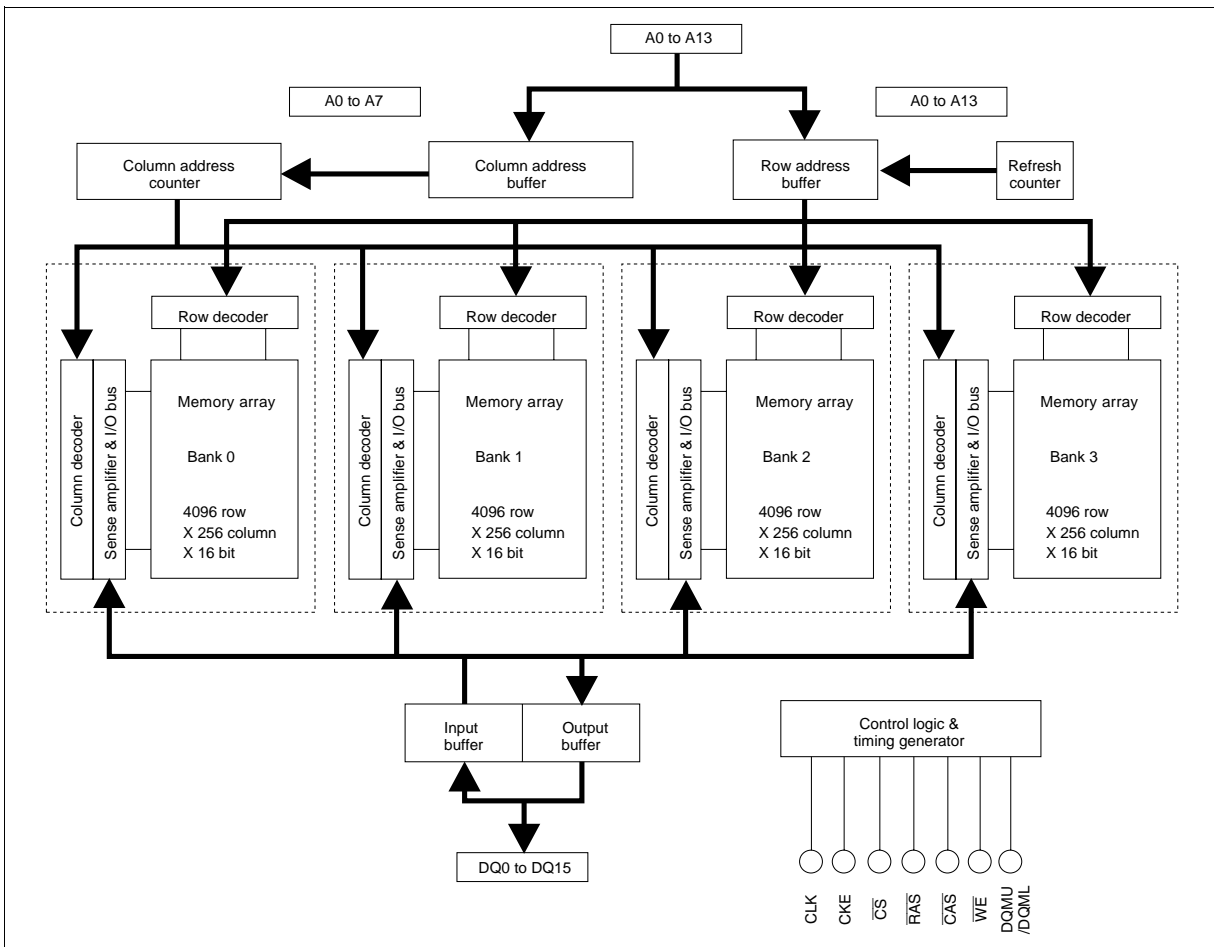 A0 to A13
A0 to A7
A0 to A13
Column address
counter
Column address
buffer
Row address
buffer
Refresh
counter
Row decoder
Row decoder
Row decoder
Row decoder
Column decoder
Sense amplifier & I/O bus
Memory array
Bank 0
4096 row
X 256 column
X 16 bit
Column decoder
Sense amplifier & I/O bus
Memory array
Bank 1
4096 row
X 256 column
X 16 bit
Column decoder
Sense amplifier & I/O bus
Memory array
Bank 2
4096 row
X 256 column
X 16 bit
Column decoder
Sense amplifier & I/O bus
Memory array
Bank 3
4096 row
X 256 column
X 16 bit
Input
buffer
Output
buffer
Control logic &
timing generator
DQ0 to DQ15
CLK
CKE
C̅S̅
R̅A̅S̅
C̅A̅S̅
W̅E̅
DQMU
/DQML